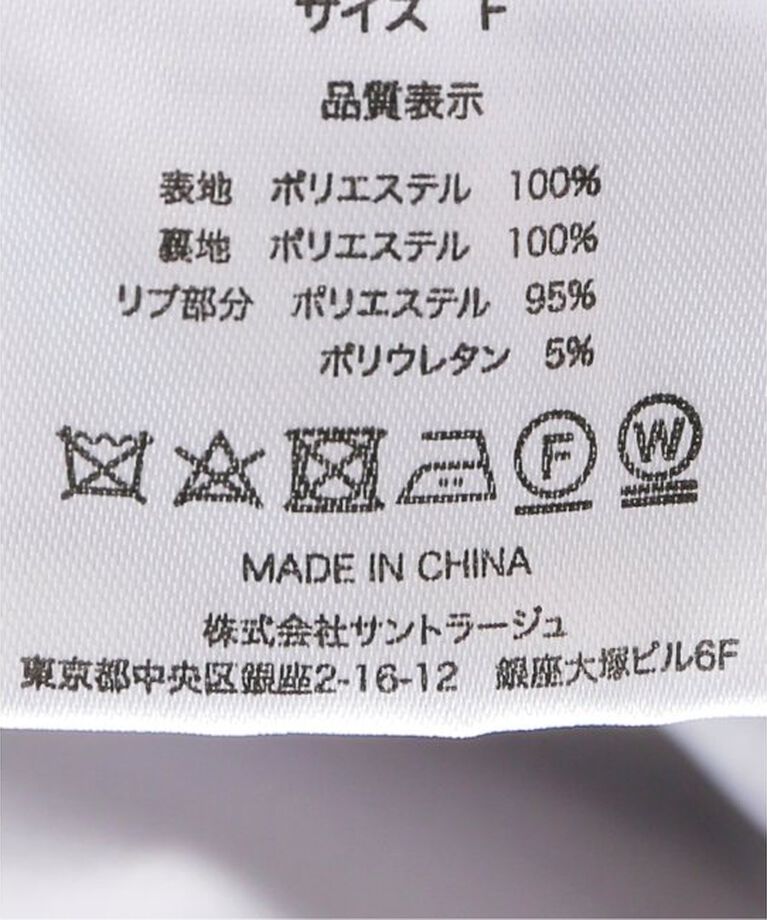 サイズ F
品質表示
表地 ポリエステル 100%
裏地 ポリエステル 100%
リブ部分 ポリエステル 95%
ポリウレタン 5%
F W
MADE IN CHINA
株式会社サントラージュ
東京都中央区銀座2-16-12 銀座大塚ビル6F